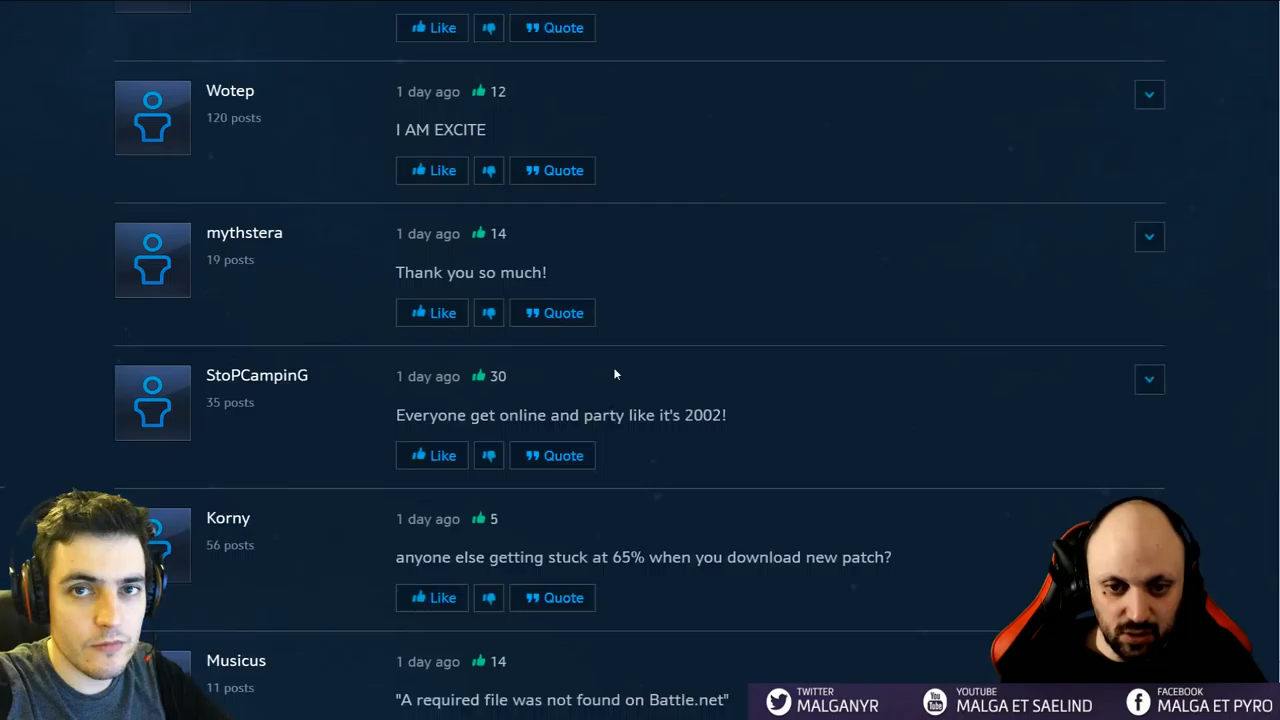 Like Quote
Wotep 1 day ago 12
120 posts
I AM EXCITE
Like Quote
mythstera 1 day ago 14
19 posts
Thank you so much!
Like Quote
StoPCampinG 1 day ago 30
35 posts
Everyone get online and party like it's 2002!
Like Quote
Korny 1 day ago 5
56 posts
anyone else getting stuck at 65% when you download new patch?
Like Quote
Musicus 1 day ago 14
11 posts
"A required file was not found on Battle.net"
TWITTER
MALGANYR
YOUTUBE
MALGA ET SAELIND
FACEBOOK
MALGA ET PYRO